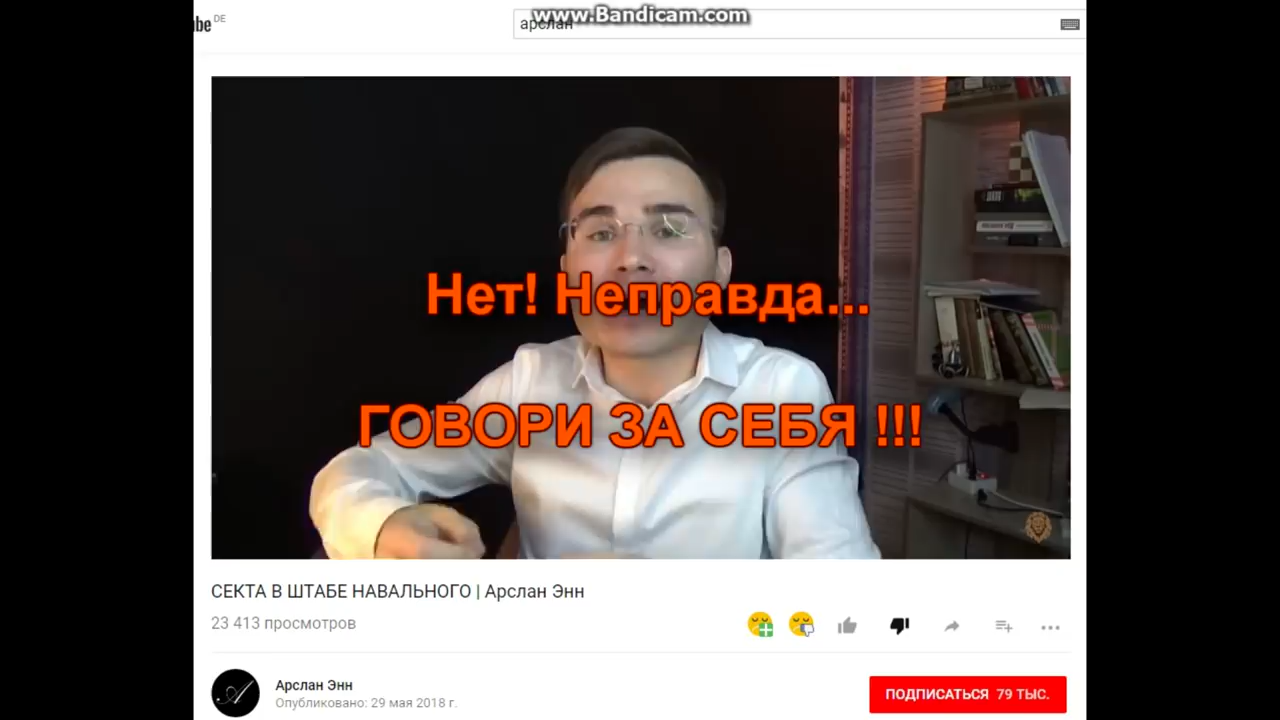 www.Bandicam.com
be DE
арслан
Нет! Неправда...
ГОВОРИ ЗА СЕБЯ !!!
СЕКТА В ШТАБЕ НАВАЛЬНОГО | Арслан Энн
23 413 просмотров
Арслан Энн
Опубликовано: 29 мая 2018 г.
ПОДПИСАТЬСЯ 79 ТЫС.